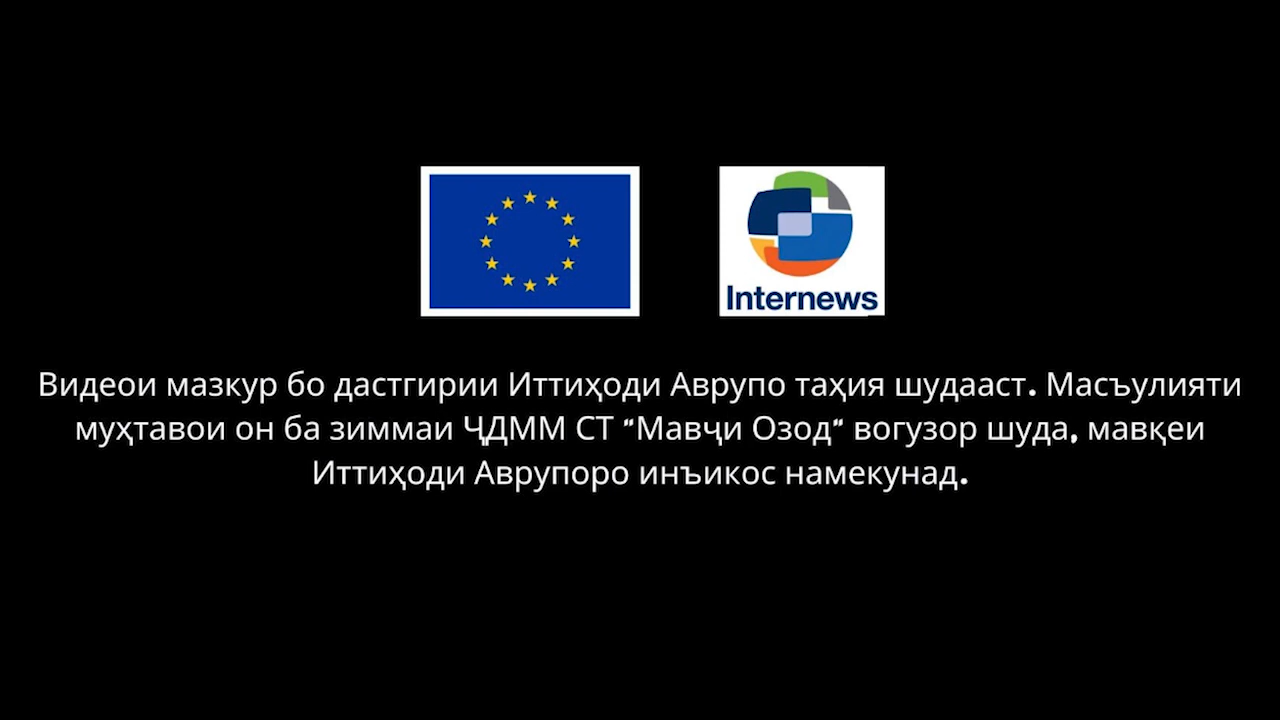 Internews
Видеои мазкур бо дастгирии Иттиҳоди Аврупо таҳия шудааст. Масъулияти
муҳтавои он ба зиммаи ҶДММ СТ "Мавҷи Озод" вогузор шуда, мавқеи
Иттиҳоди Аврупоро инъикос намекунад.